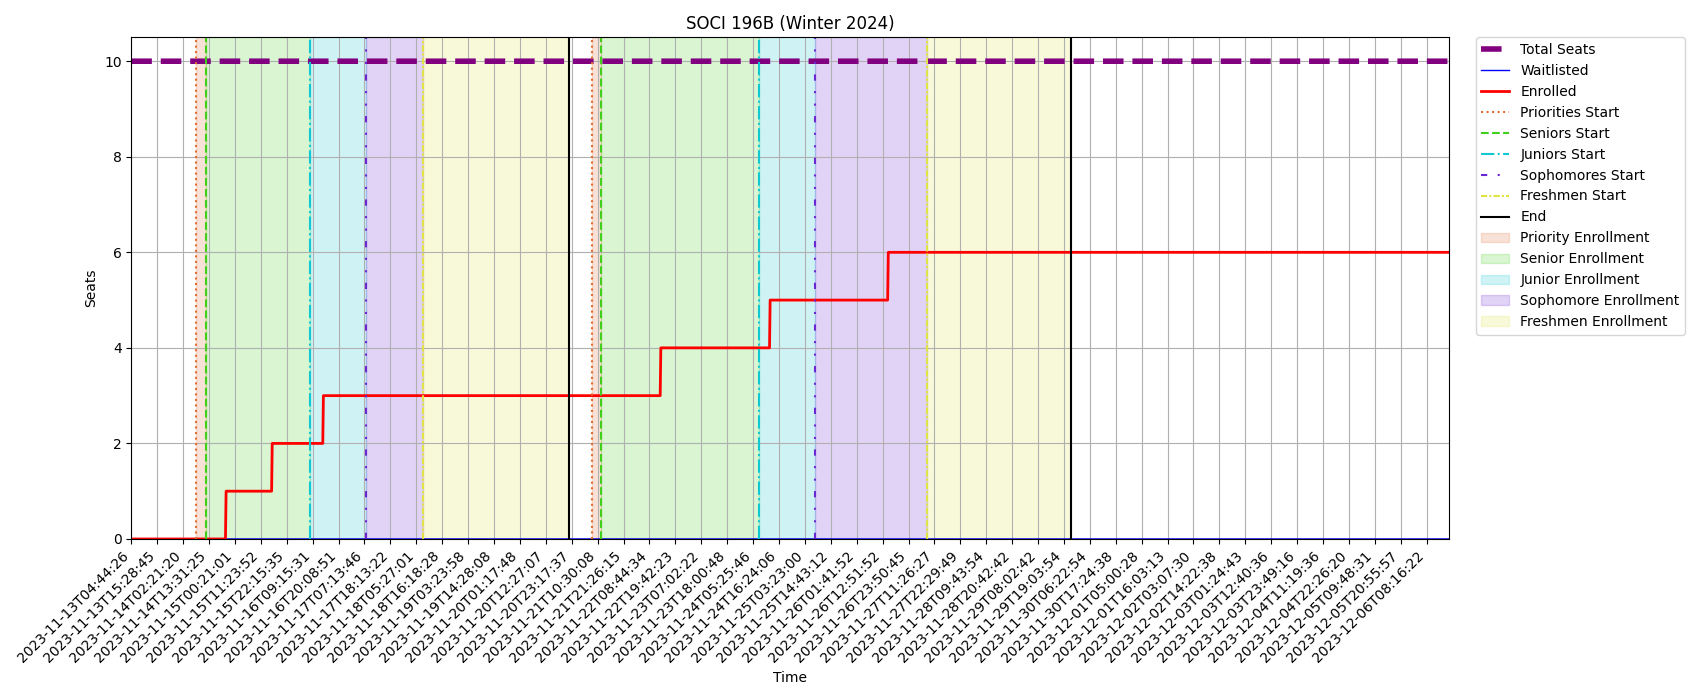 SOCI 196B (Winter 2024)
Total Seats
Waitlisted
Enrolled
Priorities Start
Seniors Start
Juniors Start
Sophomores Start
Freshmen Start
End
Priority Enrollment
Senior Enrollment
Junior Enrollment
Sophomore Enrollment
Freshmen Enrollment
Seats
10
8
6
4
2
0
2023-11-13T04:44:26
2023-11-13T15:28:45
2023-11-14T02:21:20
2023-11-14T13:31:25
2023-11-15T00:21:01
2023-11-15T11:23:52
2023-11-15T22:15:35
2023-11-16T09:15:31
2023-11-16T20:08:51
2023-11-17T07:13:46
2023-11-17T18:13:22
2023-11-18T05:27:01
2023-11-18T16:18:28
2023-11-19T03:23:58
2023-11-19T14:28:08
2023-11-20T01:17:48
2023-11-20T12:27:07
2023-11-20T23:17:37
2023-11-21T10:30:08
2023-11-21T21:26:15
2023-11-22T08:44:34
2023-11-22T19:42:23
2023-11-23T07:02:22
2023-11-23T18:00:48
2023-11-24T05:25:46
2023-11-24T16:24:06
2023-11-25T03:23:00
2023-11-25T14:43:12
2023-11-26T01:41:52
2023-11-26T12:51:52
2023-11-26T23:50:45
2023-11-27T11:26:27
2023-11-27T22:29:49
2023-11-28T09:43:54
2023-11-28T20:42:42
2023-11-29T08:02:42
2023-11-29T19:03:54
2023-11-30T06:22:54
2023-11-30T17:24:38
2023-12-01T05:00:28
2023-12-01T16:03:13
2023-12-02T03:07:30
2023-12-02T14:22:38
2023-12-03T01:24:43
2023-12-03T12:40:36
2023-12-03T23:49:16
2023-12-04T11:19:36
2023-12-04T22:26:20
2023-12-05T09:48:31
2023-12-05T20:55:57
2023-12-06T08:16:22
Time